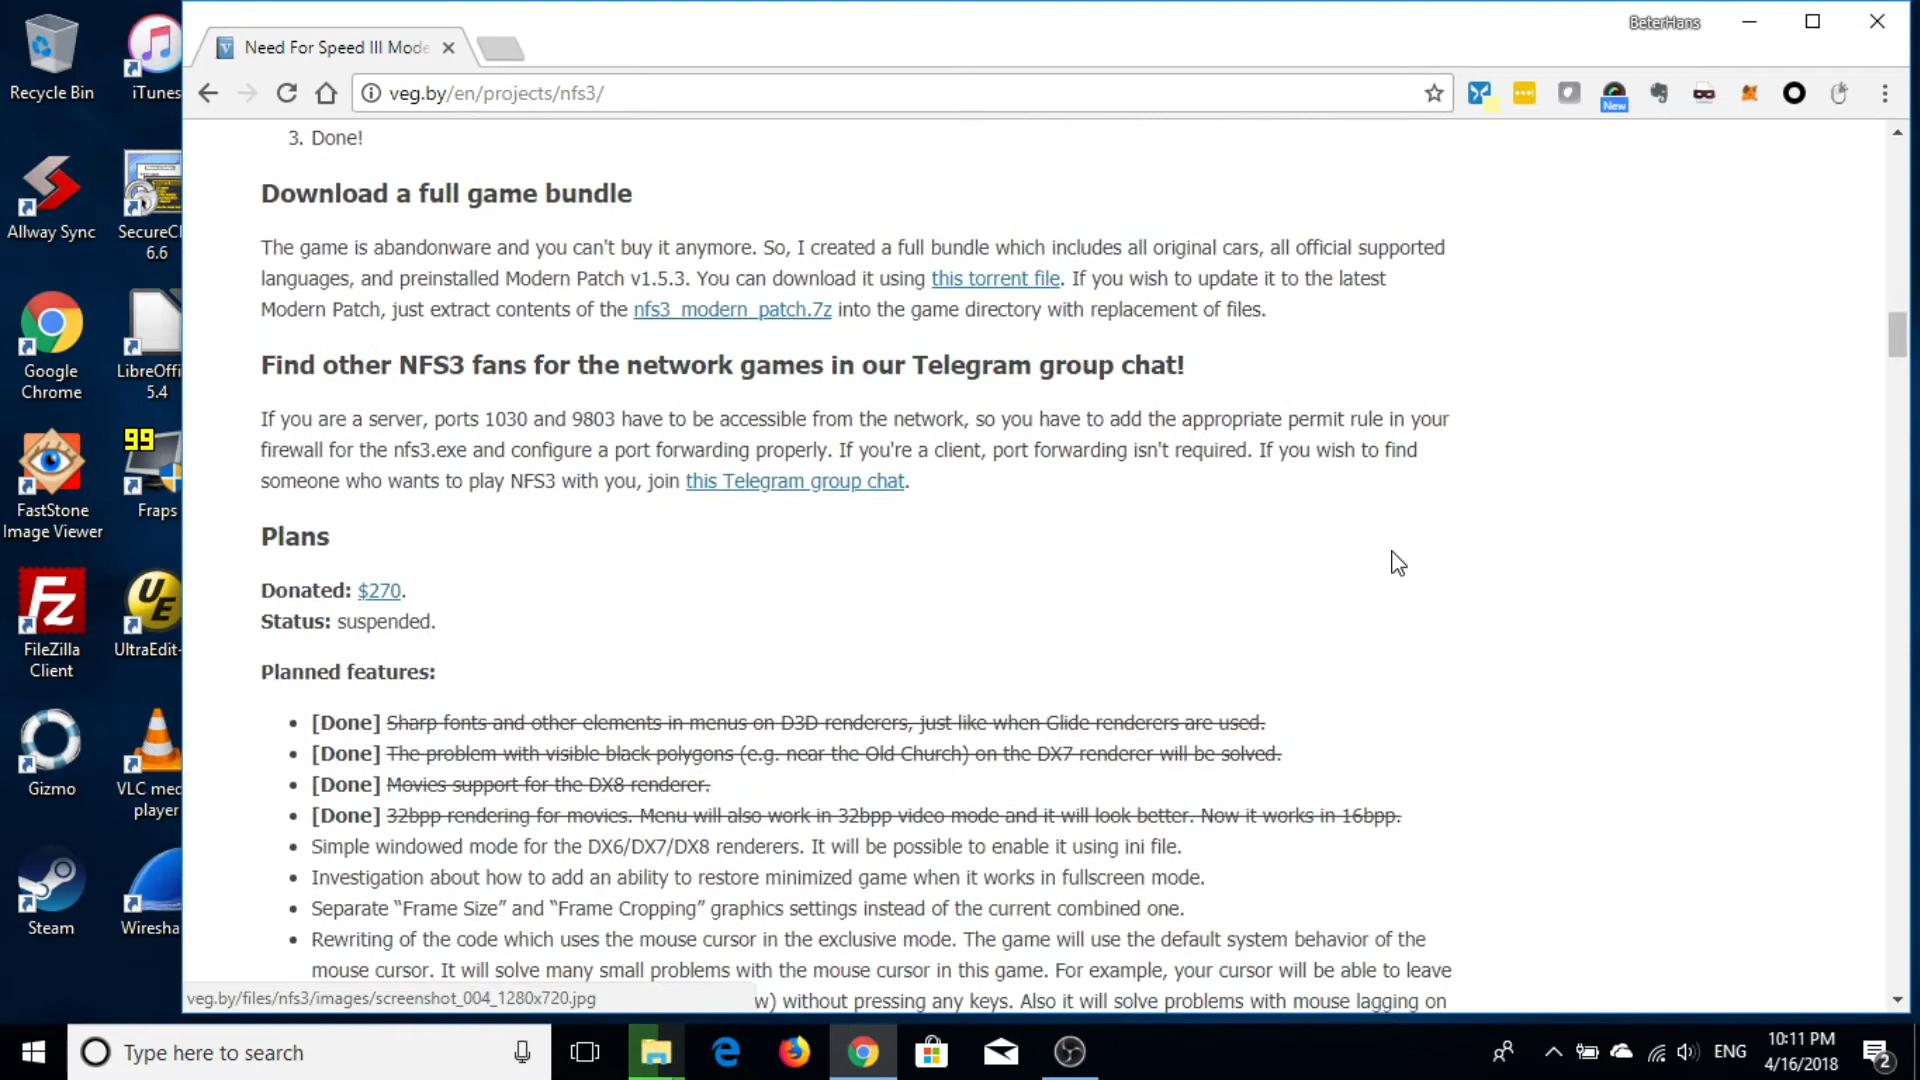 BeterHans
Need For Speed III Mode
veg.by/en/projects/nfs3/
New
Recycle Bin
iTunes
Allway Sync
SecureC
6.6
Google
Chrome
LibreOffi
5.4
99
FastStone
Image Viewer
Fraps
FileZilla
Client
UE
UltraEdit-
Gizmo
VLC med
player
Steam
Wiresha
3. Done!
Download a full game bundle
The game is abandonware and you can't buy it anymore. So, I created a full bundle which includes all original cars, all official supported
languages, and preinstalled Modern Patch v1.5.3. You can download it using this torrent file. If you wish to update it to the latest
Modern Patch, just extract contents of the nfs3_modern_patch.7z into the game directory with replacement of files.
Find other NFS3 fans for the network games in our Telegram group chat!
If you are a server, ports 1030 and 9803 have to be accessible from the network, so you have to add the appropriate permit rule in your
firewall for the nfs3.exe and configure a port forwarding properly. If you're a client, port forwarding isn't required. If you wish to find
someone who wants to play NFS3 with you, join this Telegram group chat.
Plans
Donated: $270.
Status: suspended.
Planned features:
• [Done] Sharp fonts and other elements in menus on D3D renderers, just like when Glide renderers are used.
• [Done] The problem with visible black polygons (e.g. near the Old Church) on the DX7 renderer will be solved.
• [Done] Movies support for the DX8 renderer.
• [Done] 32bpp rendering for movies. Menu will also work in 32bpp video mode and it will look better. Now it works in 16bpp.
• Simple windowed mode for the DX6/DX7/DX8 renderers. It will be possible to enable it using ini file.
• Investigation about how to add an ability to restore minimized game when it works in fullscreen mode.
• Separate “Frame Size” and “Frame Cropping” graphics settings instead of the current combined one.
• Rewriting of the code which uses the mouse cursor in the exclusive mode. The game will use the default system behavior of the
mouse cursor. It will solve many small problems with the mouse cursor in this game. For example, your cursor will be able to leave
w) without pressing any keys. Also it will solve problems with mouse lagging on
veg.by/files/nfs3/images/screenshot_004_1280x720.jpg
Type here to search
ENG
10:11 PM
4/16/2018
2